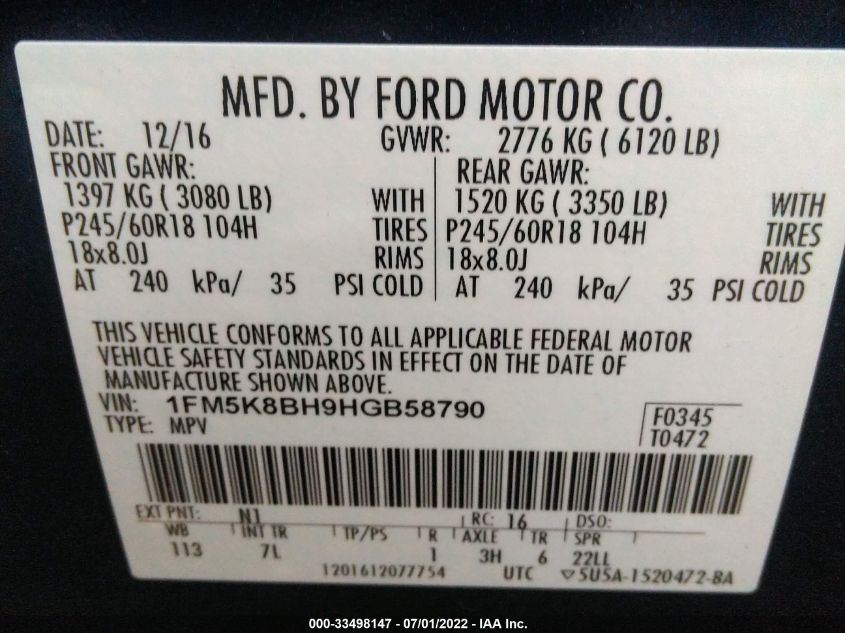 MFD. BY FORD MOTOR CO.
DATE: 12/16 GVWR: 2776 KG ( 6120 LB)
FRONT GAWR: REAR GAWR:
1397 KG ( 3080 LB) WITH 1520 KG ( 3350 LB) WITH
P245/60R18 104H TIRES P245/60R18 104H TIRES
18x8.0J RIMS 18x8.0J RIMS
AT 240 kPa/ 35 PSI COLD AT 240 kPa/ 35 PSI COLD
THIS VEHICLE CONFORMS TO ALL APPLICABLE FEDERAL MOTOR
VEHICLE SAFETY STANDARDS IN EFFECT ON THE DATE OF
MANUFACTURE SHOWN ABOVE.
VIN: 1FM5K8BH9HGB58790 F0345
TYPE: MPV T0472
EXT PNT: N1 RC: 16 DSO:
WB INT TR TP/PS R AXLE TR SPR
113 7L 1 3H 6 22LL
1201612077754 UTC ▽5U5A-1520472-BA
000-33498147 - 07/01/2022 - IAA Inc.